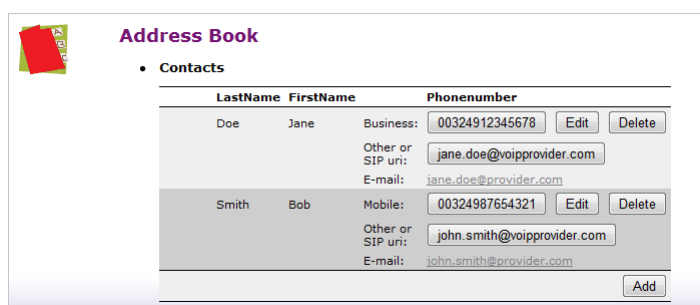 Address Book
Contacts
LastName FirstName Phonenumber
Doe Jane Business: 00324912345678 Edit Delete
Other or
SIP uri: jane.doe@voipprovider.com
E-mail: jane.doe@provider.com
Smith Bob Mobile: 00324987654321 Edit Delete
Other or
SIP uri: john.smith@voipprovider.com
E-mail: john.smith@provider.com
Add